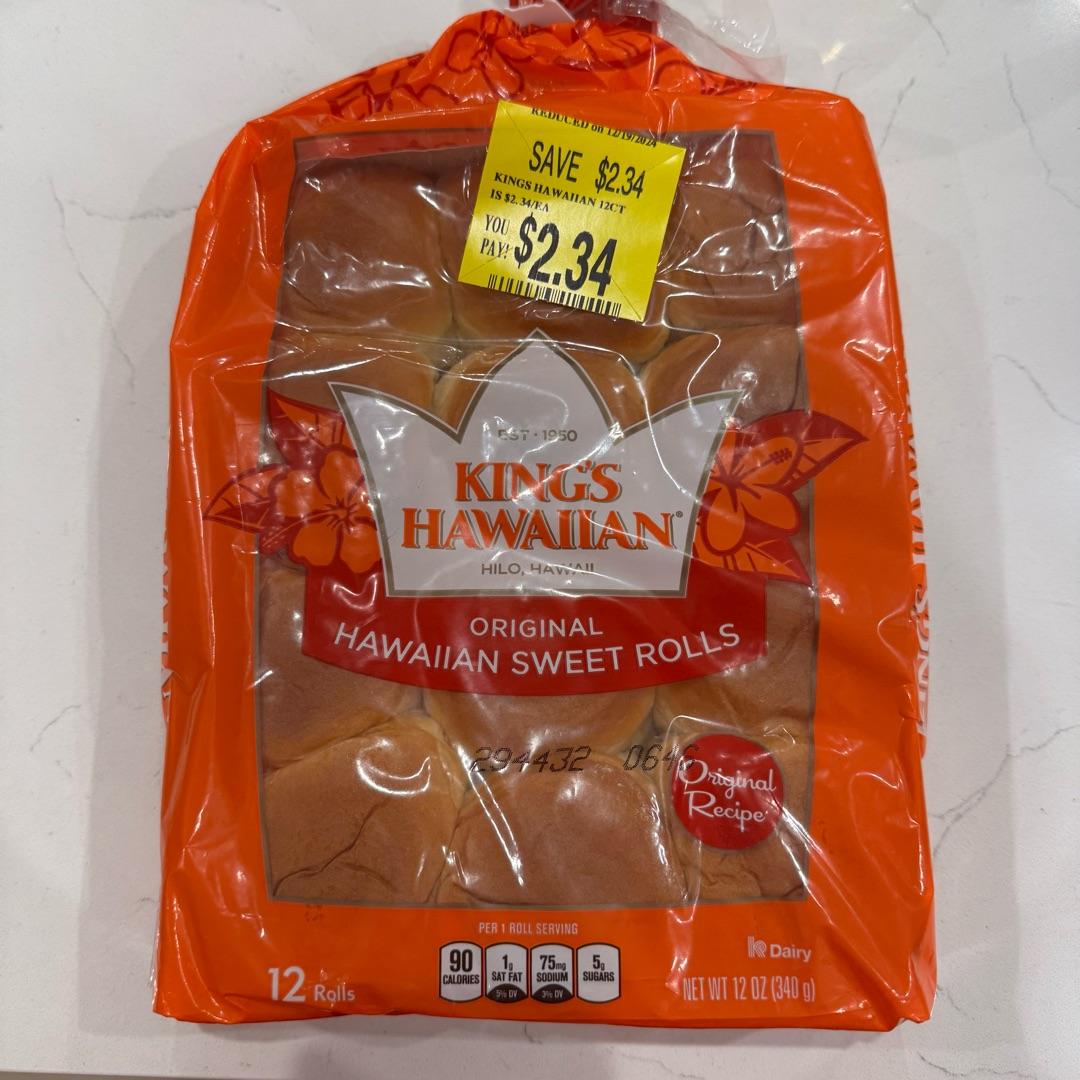 REDUCED on 12/19/2024
SAVE $2.34
KINGS HAWAIIAN 12CT
IS $2.34/EA
YOU PAY! $2.34
EST · 1950
KING'S
HAWAIIAN®
HILO, HAWAII
ORIGINAL
HAWAIIAN SWEET ROLLS
294432 0646
Original
Recipe
PER 1 ROLL SERVING
90 CALORIES
1g SAT FAT 5% DV
75mg SODIUM 3% DV
5g SUGARS
K Dairy
12 Rolls
NET WT 12 OZ (340 g)